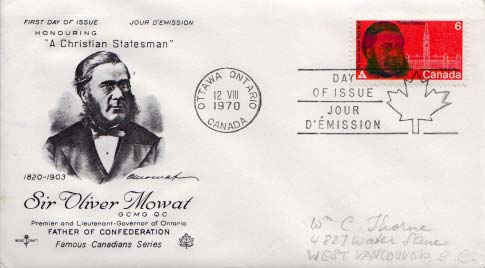 FIRST DAY OF ISSUE JOUR D'ÉMISSION
HONOURING
"A Christian Statesman"
6
Canada
OTTAWA ONTARIO
12 VIII
1970
CANADA
DAY
OF ISSUE
JOUR
D'ÉMISSION
1820-1903
Sir Oliver Mowat
GCMG QC
Premier and Lieutenant-Governor of Ontario
FATHER OF CONFEDERATION
ROSE CRAFT
Famous Canadians Series
Wm C Thorne
4827 Water Lane
WEST VANCOUVER, B. C.